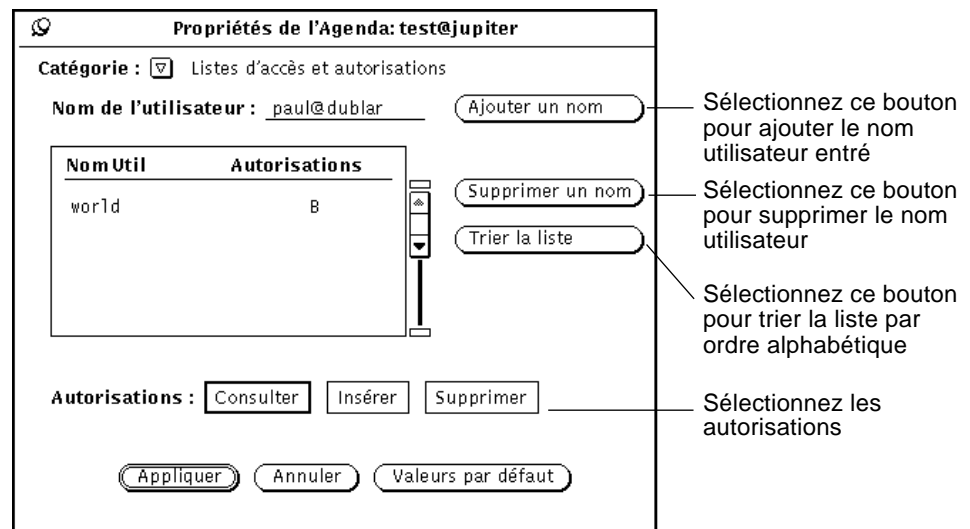 Propriétés de l'Agenda: test@jupiter
Catégorie : Listes d'accès et autorisations
Nom de l'utilisateur : paul@dublar
Ajouter un nom
Sélectionnez ce bouton
pour ajouter le nom
utilisateur entré
Nom Util Autorisations
world B
Supprimer un nom
Sélectionnez ce bouton
pour supprimer le nom
utilisateur
Trier la liste
Sélectionnez ce bouton
pour trier la liste par
ordre alphabétique
Autorisations : Consulter Insérer Supprimer
Sélectionnez les
autorisations
Appliquer Annuler Valeurs par défaut